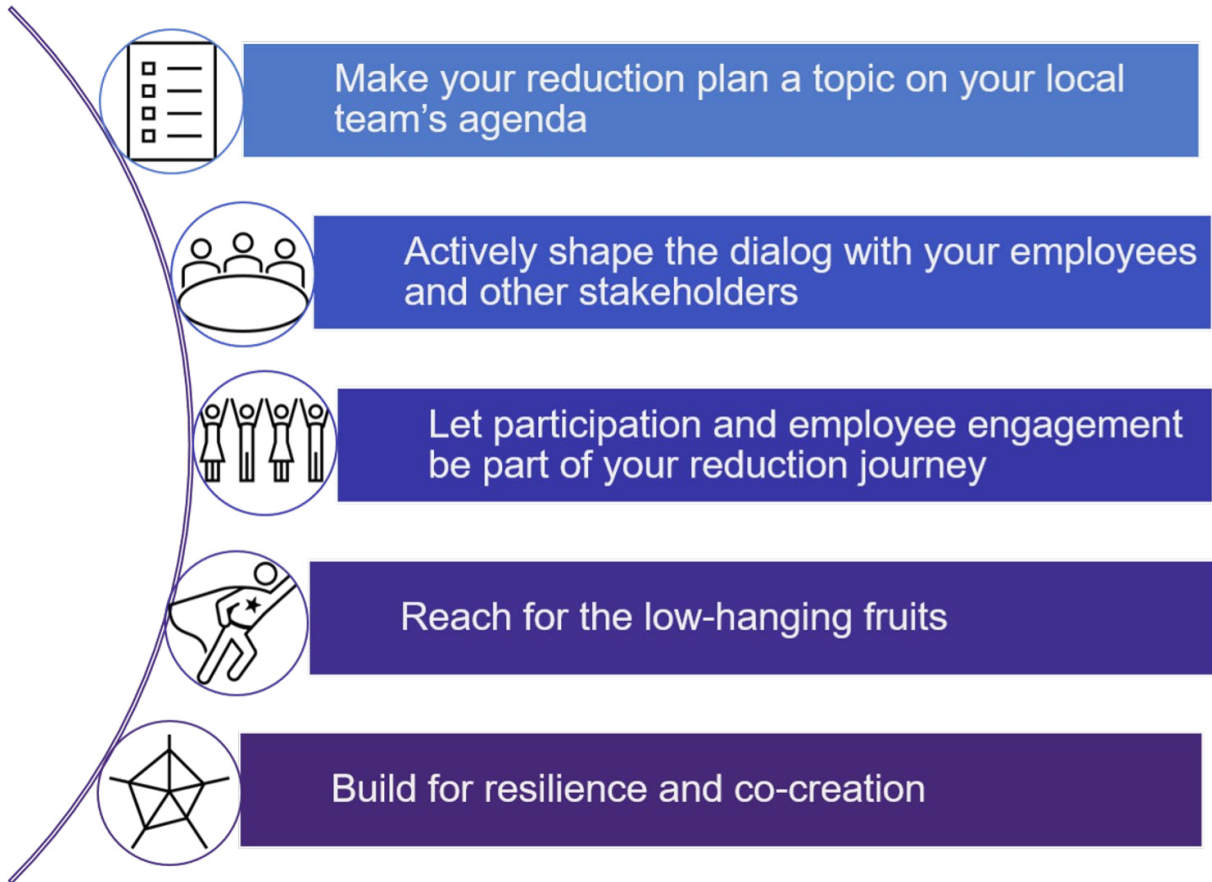 Make your reduction plan a topic on your local
team’s agenda
Actively shape the dialog with your employees
and other stakeholders
Let participation and employee engagement
be part of your reduction journey
Reach for the low-hanging fruits
Build for resilience and co-creation